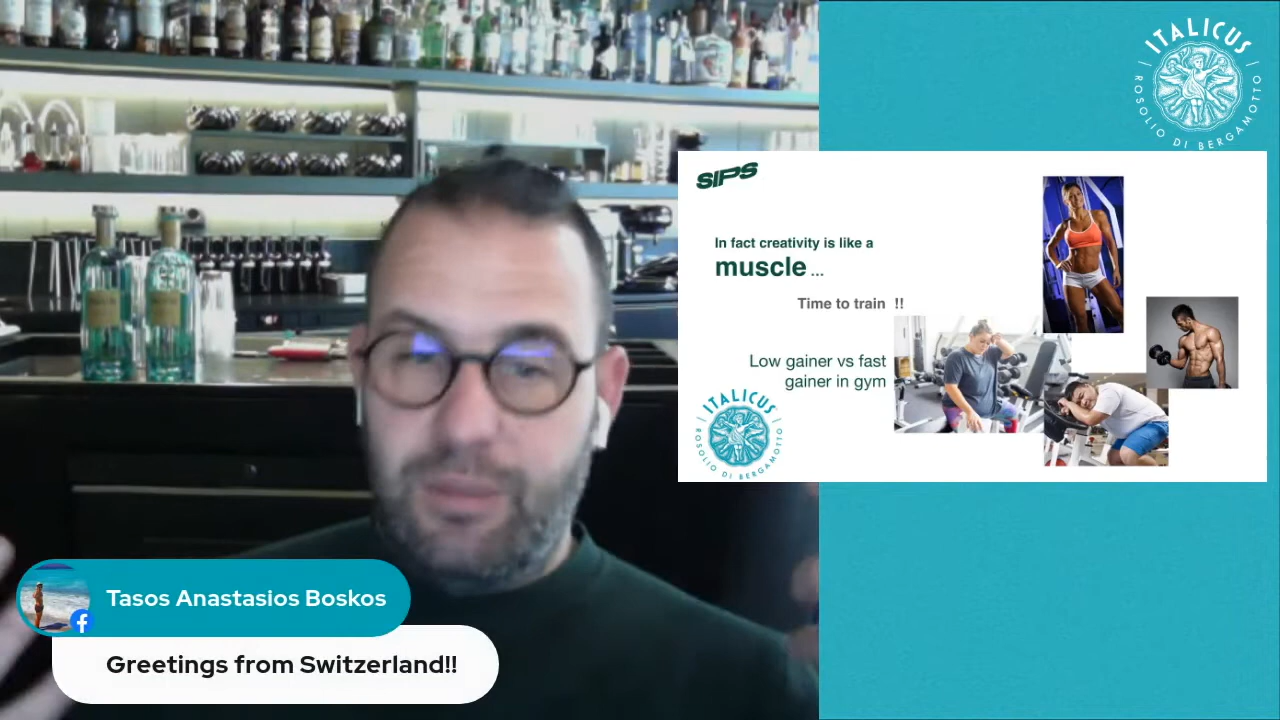 ITALICUS
ROSOLIO DI BERGAMOTTO
SIPS
In fact creativity is like a
muscle ...
Time to train !!
Low gainer vs fast
gainer in gym
ITALICUS
ROSOLIO DI BERGAMOTTO
Tasos Anastasios Boskos
Greetings from Switzerland!!